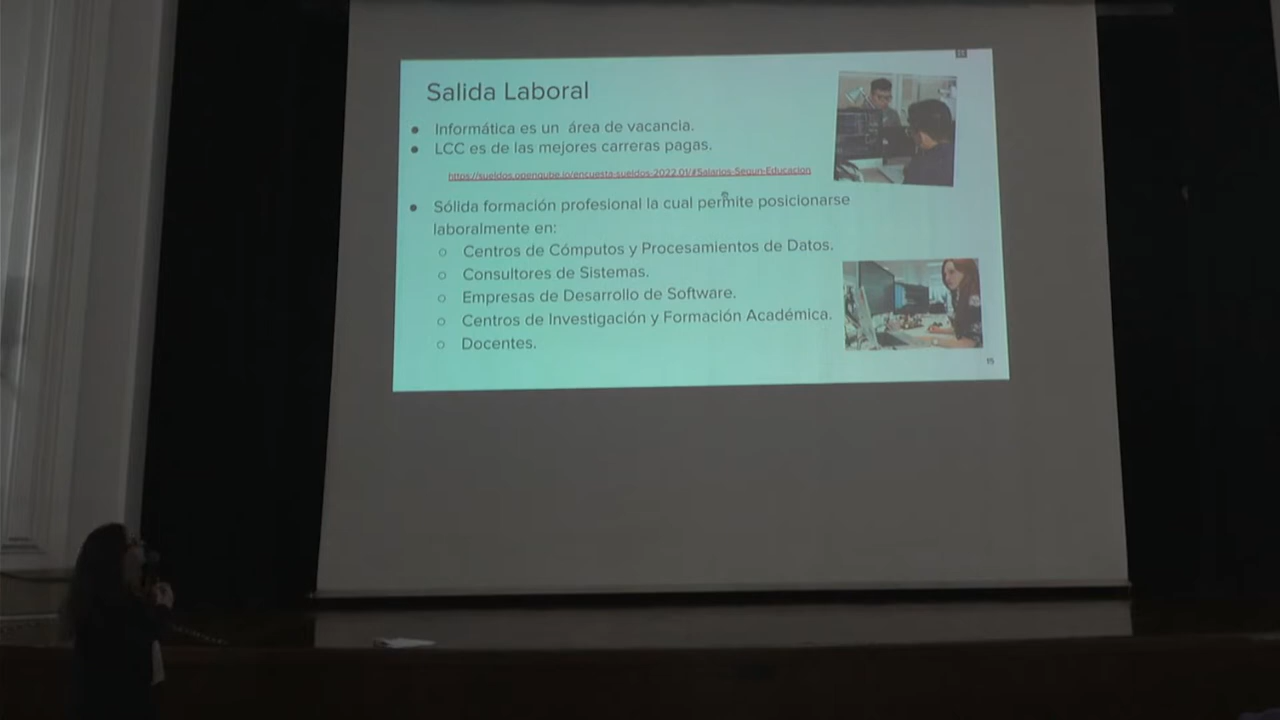 Salida Laboral
● Informática es un área de vacancia.
● LCC es de las mejores carreras pagas.
https://sueldos.openqube.io/encuesta-sueldos-2022.01/#Salarios-Segun-Educacion
● Sólida formación profesional la cual permite posicionarse
laboralmente en:
○ Centros de Cómputos y Procesamientos de Datos.
○ Consultores de Sistemas.
○ Empresas de Desarrollo de Software.
○ Centros de Investigación y Formación Académica.
○ Docentes.
15